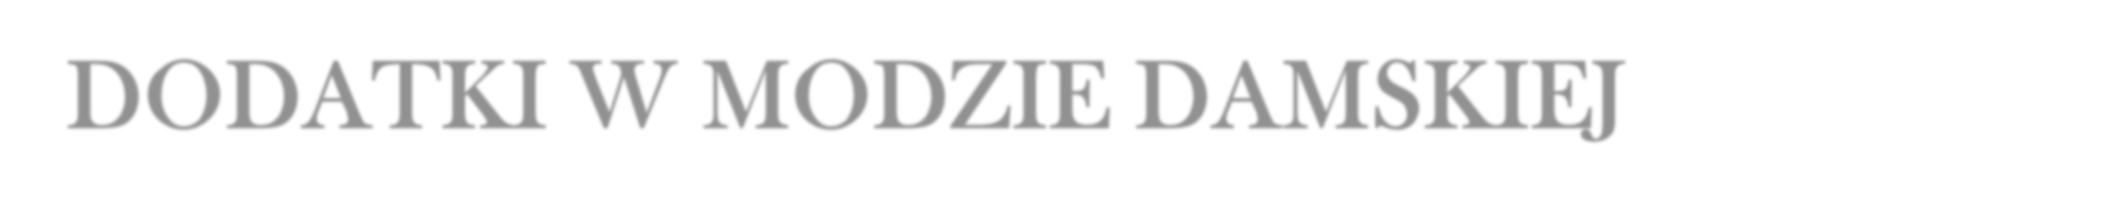 DODATKI W MODZIE DAMSKIEJ